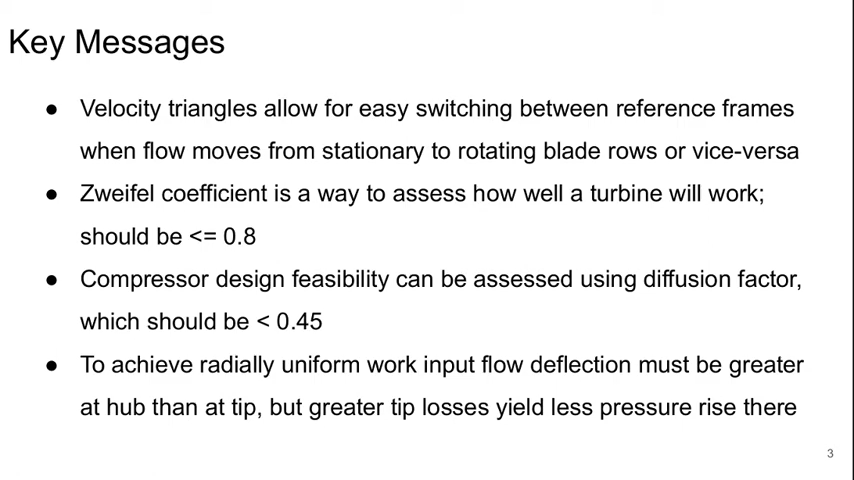 Key Messages
● Velocity triangles allow for easy switching between reference frames
when flow moves from stationary to rotating blade rows or vice-versa
● Zweifel coefficient is a way to assess how well a turbine will work;
should be <= 0.8
● Compressor design feasibility can be assessed using diffusion factor,
which should be < 0.45
● To achieve radially uniform work input flow deflection must be greater
at hub than at tip, but greater tip losses yield less pressure rise there
3